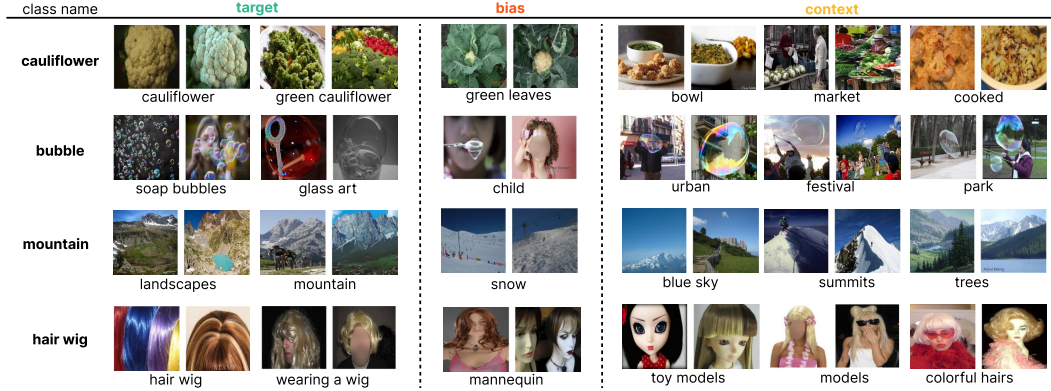 class name target bias context
cauliflower
cauliflower green cauliflower green leaves bowl market cooked
bubble
soap bubbles glass art child urban festival park
mountain
landscapes mountain snow blue sky summits trees
hair wig
hair wig wearing a wig mannequin toy models models colorful hairs